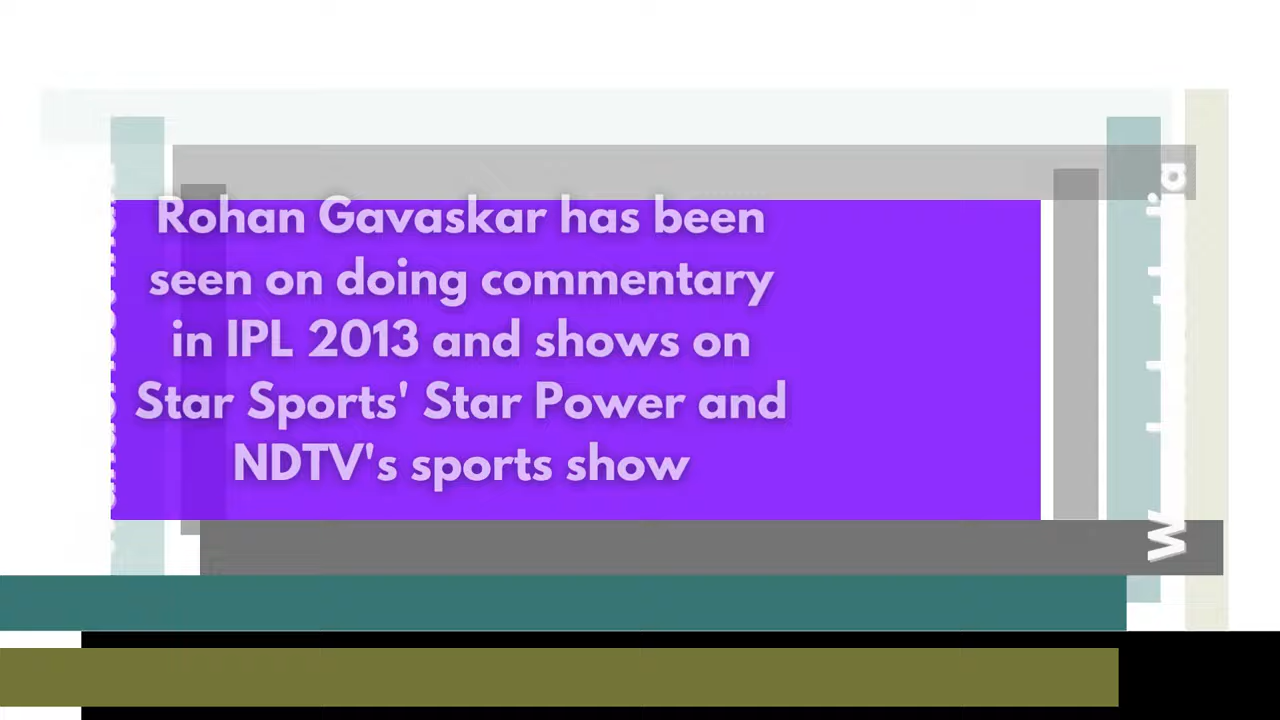 Rohan Gavaskar has been
seen on doing commentary
in IPL 2013 and shows on
Star Sports' Star Power and
NDTV's sports show